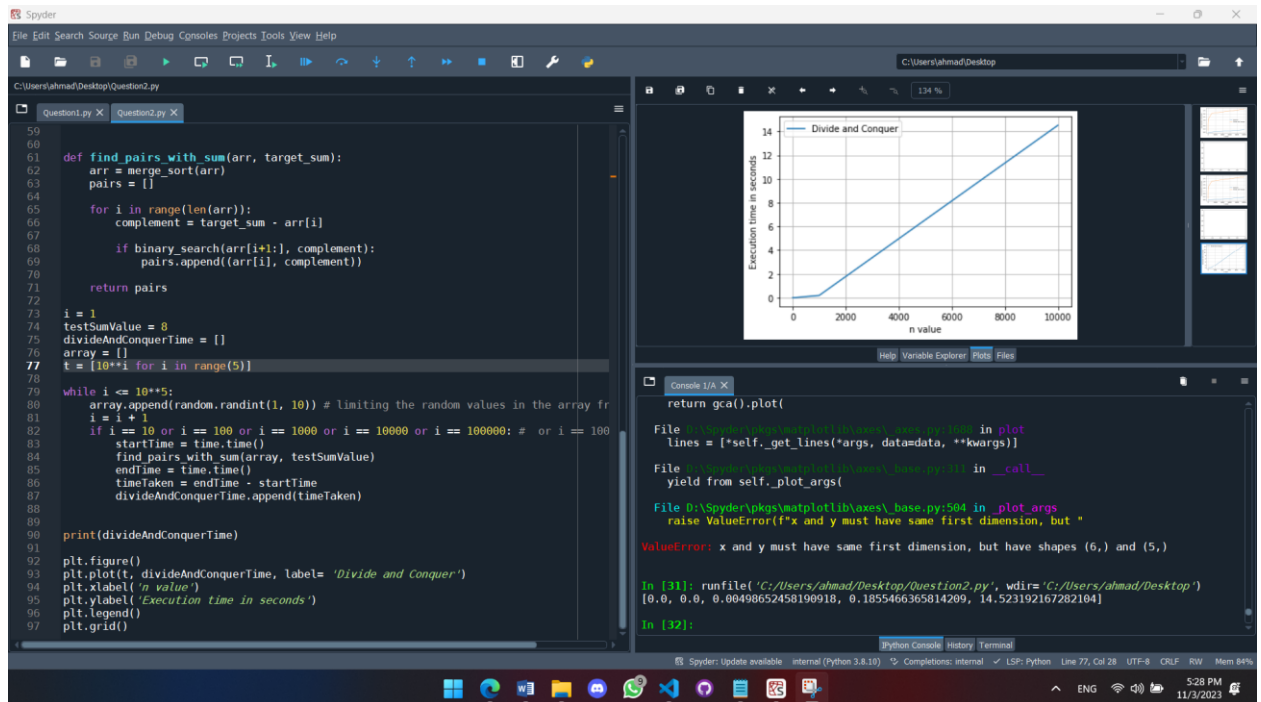 Spyder
File Edit Search Source Run Debug Consoles Projects Tools View Help
C:\Users\ahmad\Desktop
C:\Users\ahmad\Desktop\Question2.py
Question1.py Question2.py
59
60
61 def find_pairs_with_sum(arr, target_sum):
62 arr = merge_sort(arr)
63 pairs = []
64
65 for i in range(len(arr)):
66 complement = target_sum - arr[i]
67
68 if binary_search(arr[i+1:], complement):
69 pairs.append((arr[i], complement))
70
71 return pairs
72
73 i = 1
74 testSumValue = 8
75 divideAndConquerTime = []
76 array = []
77 t = [10**i for i in range(5)]
78
79 while i <= 10**5:
80 array.append(random.randint(1, 10)) # limiting the random values in the array fr
81 i = i + 1
82 if i == 10 or i == 100 or i == 1000 or i == 10000 or i == 100000: # or i == 100
83 startTime = time.time()
84 find_pairs_with_sum(array, testSumValue)
85 endTime = time.time()
86 timeTaken = endTime - startTime
87 divideAndConquerTime.append(timeTaken)
88
89
90 print(divideAndConquerTime)
91
92 plt.figure()
93 plt.plot(t, divideAndConquerTime, label= 'Divide and Conquer')
94 plt.xlabel('n value')
95 plt.ylabel('Execution time in seconds')
96 plt.legend()
97 plt.grid()
134 %
Divide and Conquer
14
12
10
8
6
4
2
0
Execution time in seconds
0 2000 4000 6000 8000 10000
n value
Help Variable Explorer Plots Files
Console 1/A
return gca().plot(
File D:\Spyder\pkgs\matplotlib\axes\_axes.py:1688 in plot
lines = [*self._get_lines(*args, data=data, **kwargs)]
File D:\Spyder\pkgs\matplotlib\axes\_base.py:311 in __call__
yield from self._plot_args(
File D:\Spyder\pkgs\matplotlib\axes\_base.py:504 in _plot_args
raise ValueError(f"x and y must have same first dimension, but "
ValueError: x and y must have same first dimension, but have shapes (6,) and (5,)
In [31]: runfile('C:/Users/ahmad/Desktop/Question2.py', wdir='C:/Users/ahmad/Desktop')
[0.0, 0.0, 0.00498652458190918, 0.1855466365814209, 14.523192167282104]
In [32]:
IPython Console History Terminal
Spyder: Update available internal (Python 3.8.10) Completions: internal LSP: Python Line 77, Col 28 UTF-8 CRLF RW Mem 84%
ENG
5:28 PM
11/3/2023